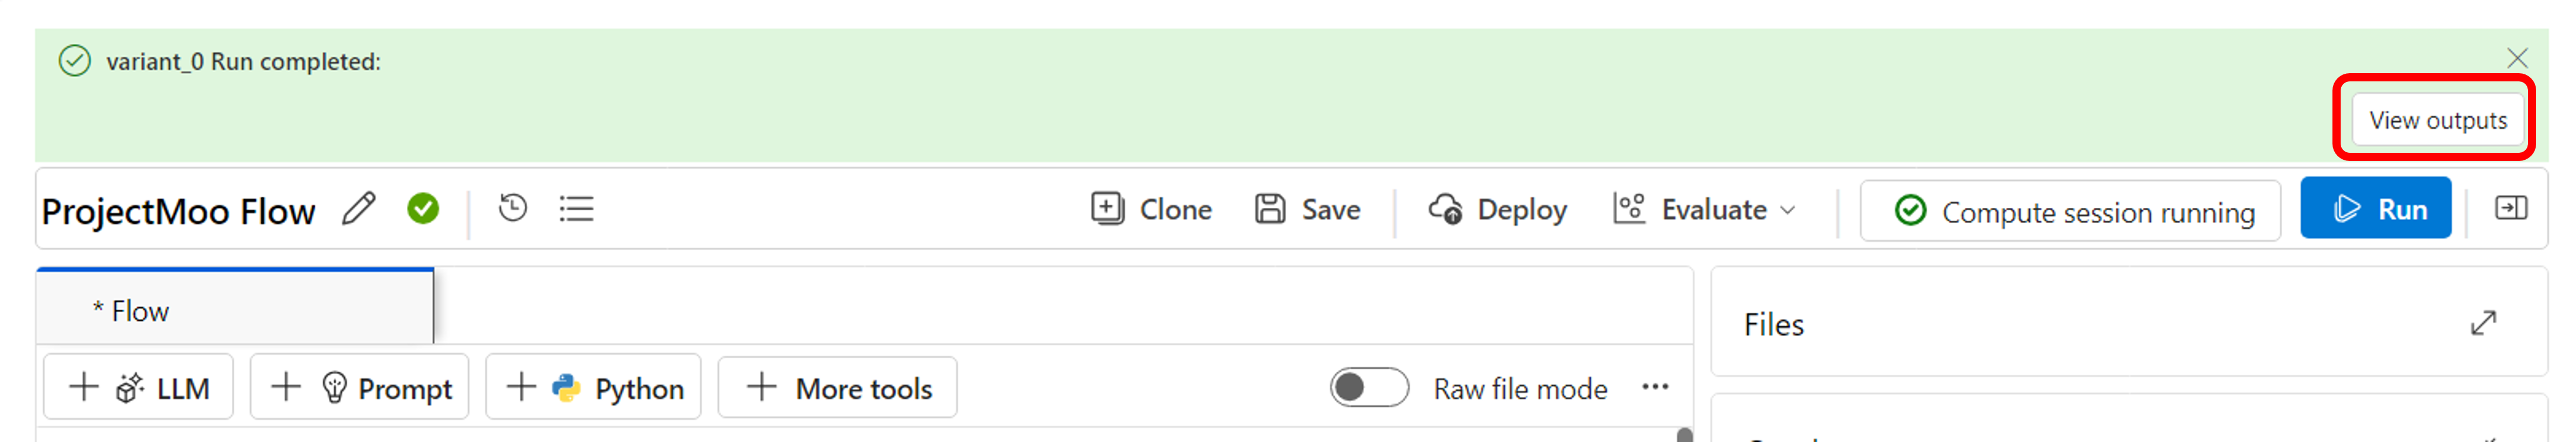 variant_0 Run completed:
View outputs
ProjectMoo Flow
Clone
Save
Deploy
Evaluate
Compute session running
Run
* Flow
Files
LLM
Prompt
Python
More tools
Raw file mode